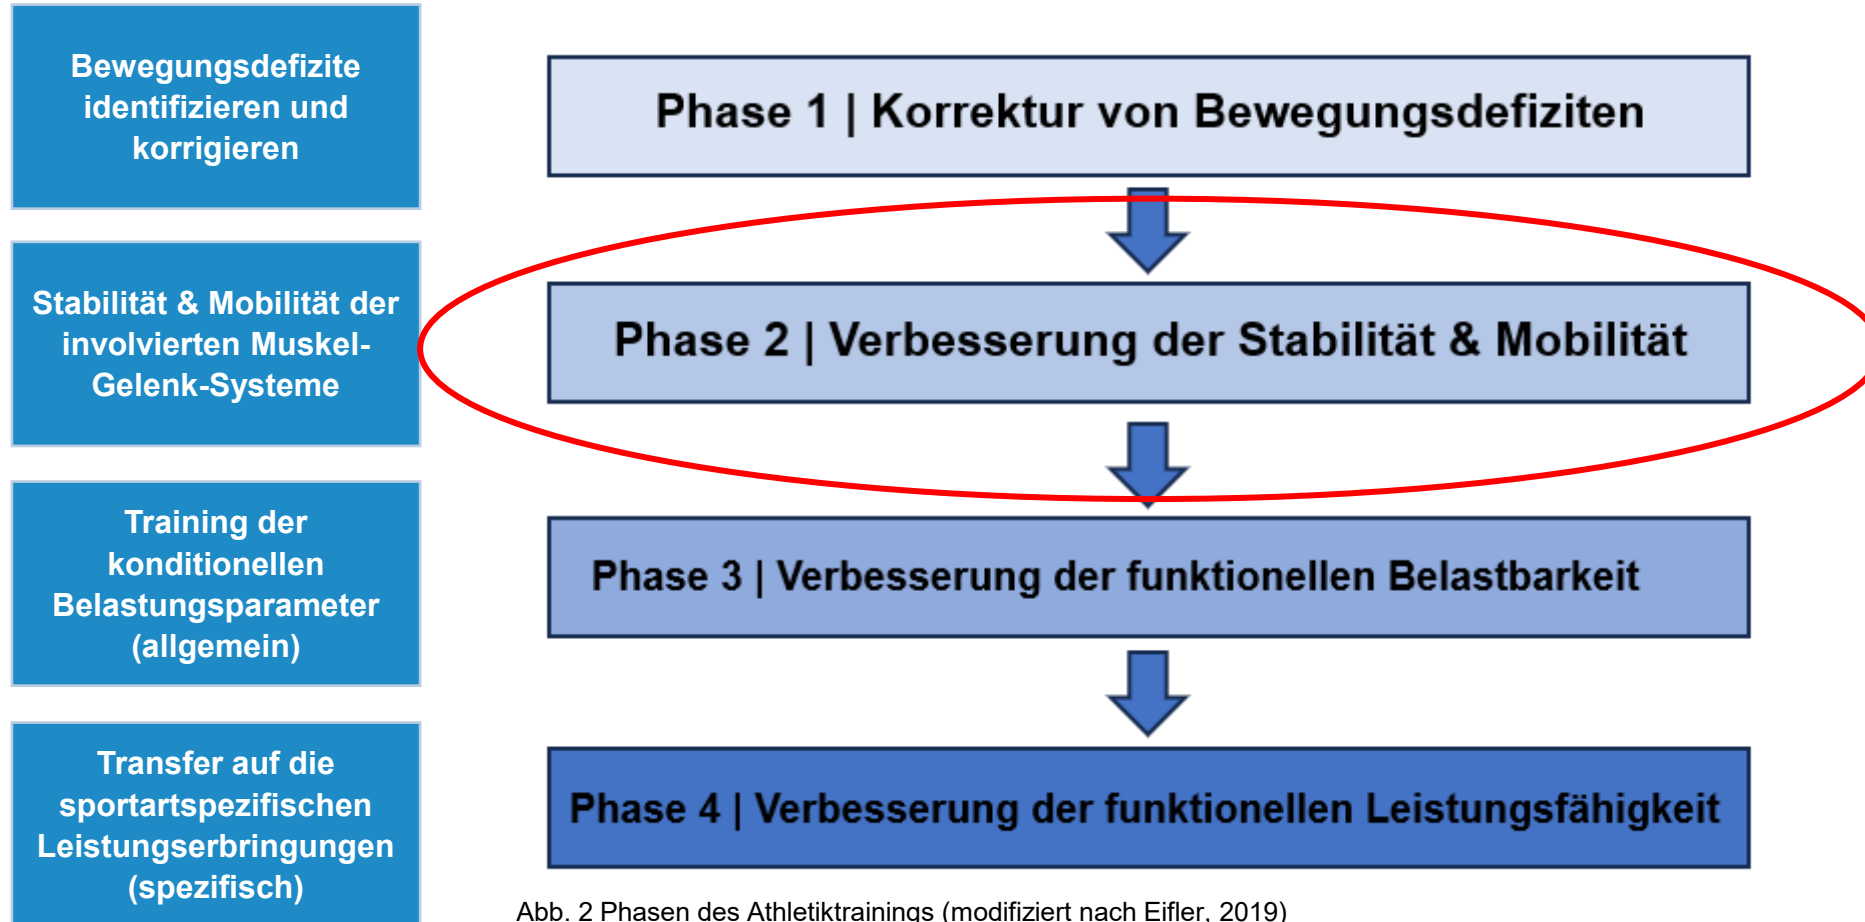 Bewegungsdefizite
identifizieren und
korrigieren
Phase 1 | Korrektur von Bewegungsdefiziten
Stabilität & Mobilität der
involvierten Muskel-
Gelenk-Systeme
Phase 2 | Verbesserung der Stabilität & Mobilität
Training der
konditionellen
Belastungsparameter
(allgemein)
Phase 3 | Verbesserung der funktionellen Belastbarkeit
Transfer auf die
sportartspezifischen
Leistungserbringungen
(spezifisch)
Phase 4 | Verbesserung der funktionellen Leistungsfähigkeit
Abb. 2 Phasen des Athletiktrainings (modifiziert nach Eifler, 2019)